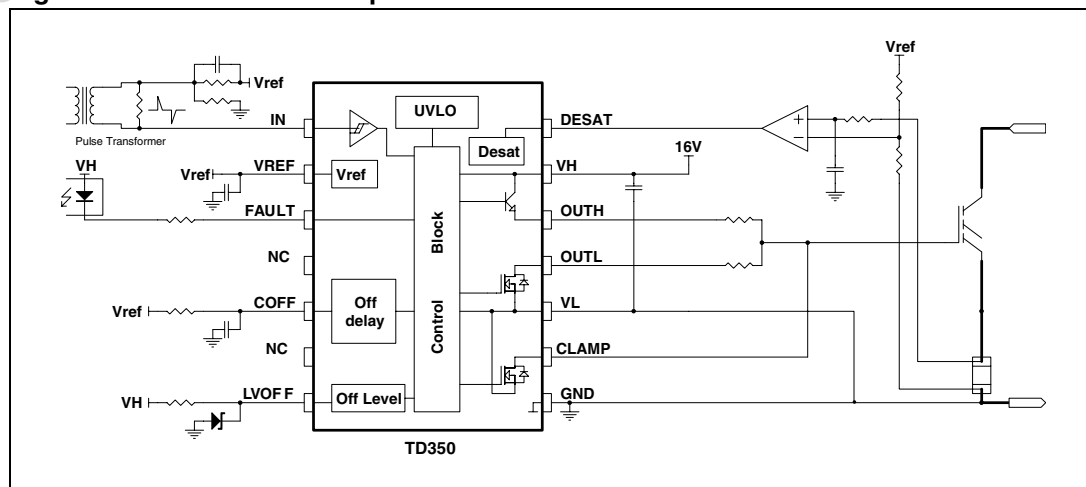 Vref
Vref
IN
Pulse Transformer
UVLO
DESAT
Desat
16V
VH
Vref
VREF
Vref
VH
FAULT
OUTH
NC
OUTL
Vref
COFF
Off
delay
VL
NC
Control Block
CLAMP
VH
LVOFF
Off Level
GND
TD350
+
−